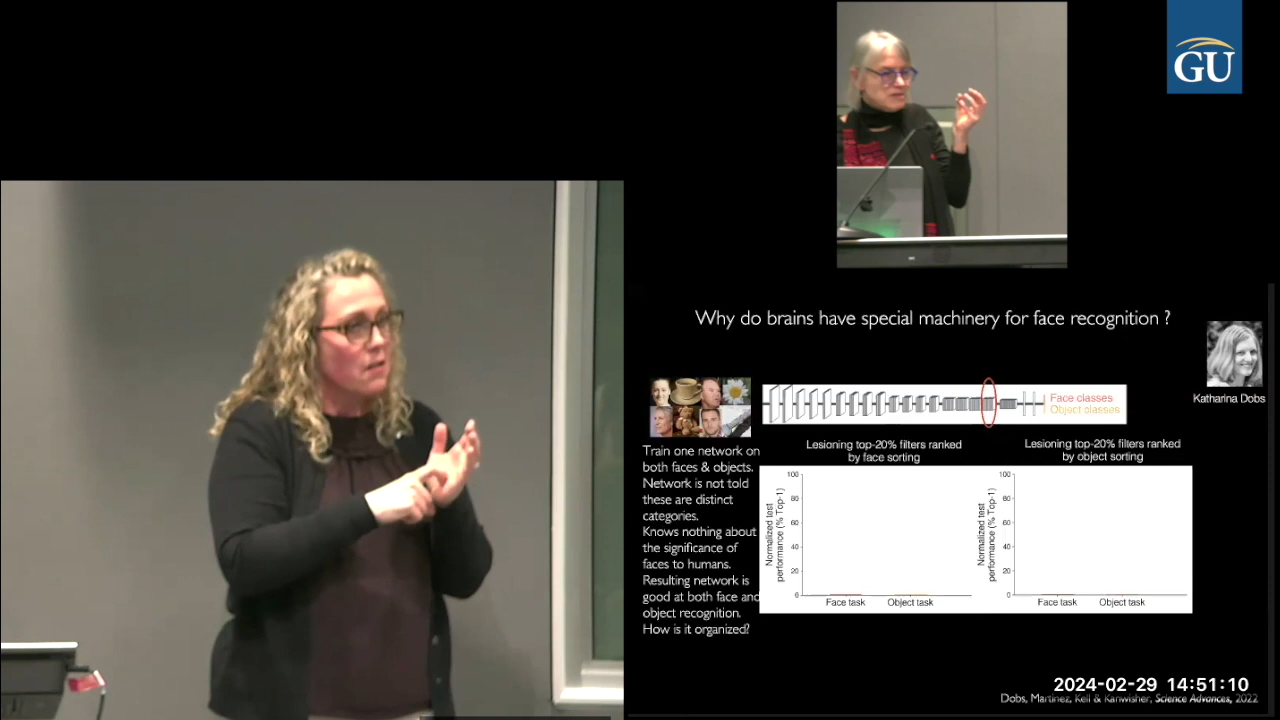 GU
Why do brains have special machinery for face recognition ?
Katharina Dobs
Face classes
Object classes
Train one network on
both faces & objects.
Network is not told
these are distinct
categories.
Knows nothing about
the significance of
faces to humans.
Resulting network is
good at both face and
object recognition.
How is it organized?
Lesioning top-20% filters ranked
by face sorting
Normalized test
performance (% Top-1)
100
80
60
40
20
0
Face task
Object task
Lesioning top-20% filters ranked
by object sorting
Normalized test
performance (% Top-1)
100
80
60
40
20
0
Face task
Object task
2024-02-29 14:51:10
Dobs, Martinez, Kell & Kanwisher, Science Advances, 2022